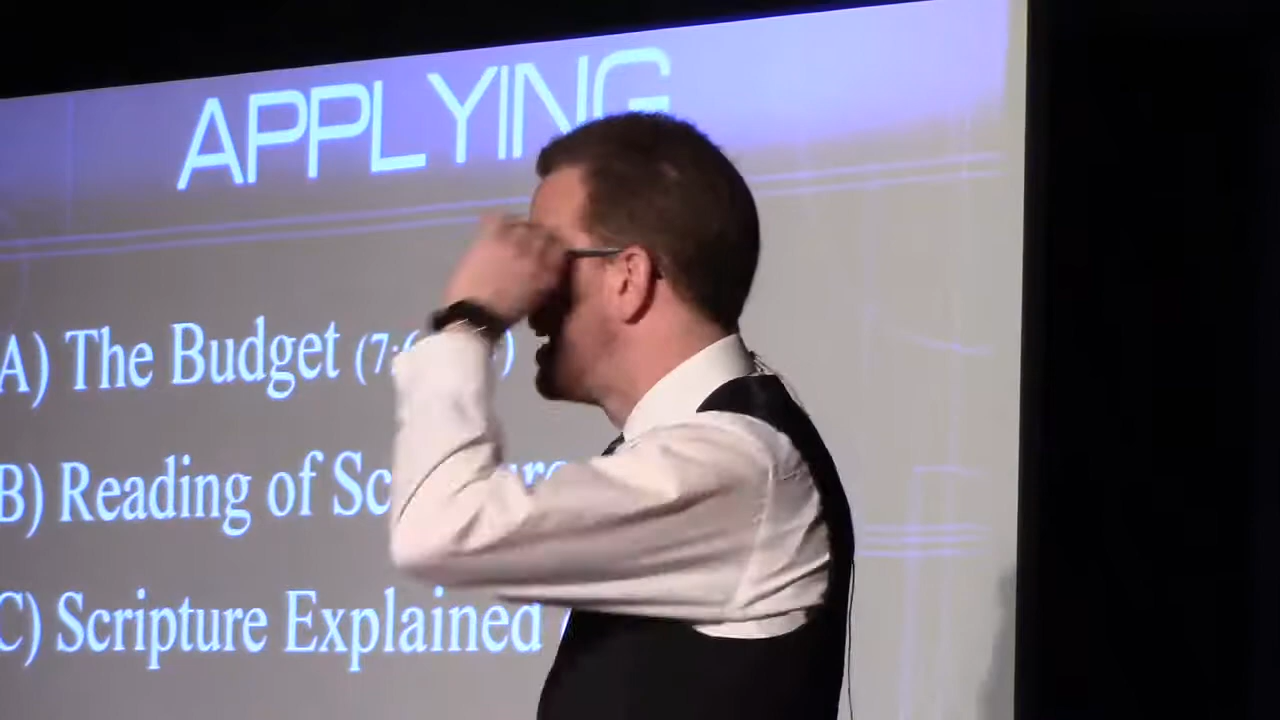 APPLYING
A) The Budget (7:
B) Reading of Sc
C) Scripture Explained